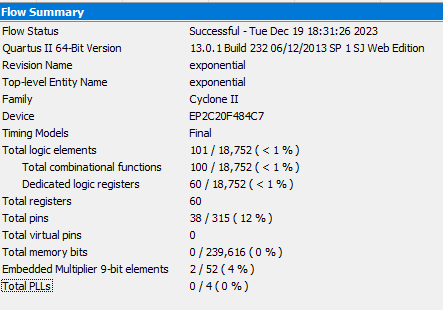 Flow Summary
Flow Status Successful - Tue Dec 19 18:31:26 2023
Quartus II 64-Bit Version 13.0.1 Build 232 06/12/2013 SP 1 SJ Web Edition
Revision Name exponential
Top-level Entity Name exponential
Family Cyclone II
Device EP2C20F484C7
Timing Models Final
Total logic elements 101 / 18,752 ( < 1 % )
Total combinational functions 100 / 18,752 ( < 1 % )
Dedicated logic registers 60 / 18,752 ( < 1 % )
Total registers 60
Total pins 38 / 315 ( 12 % )
Total virtual pins 0
Total memory bits 0 / 239,616 ( 0 % )
Embedded Multiplier 9-bit elements 2 / 52 ( 4 % )
Total PLLs 0 / 4 ( 0 % )